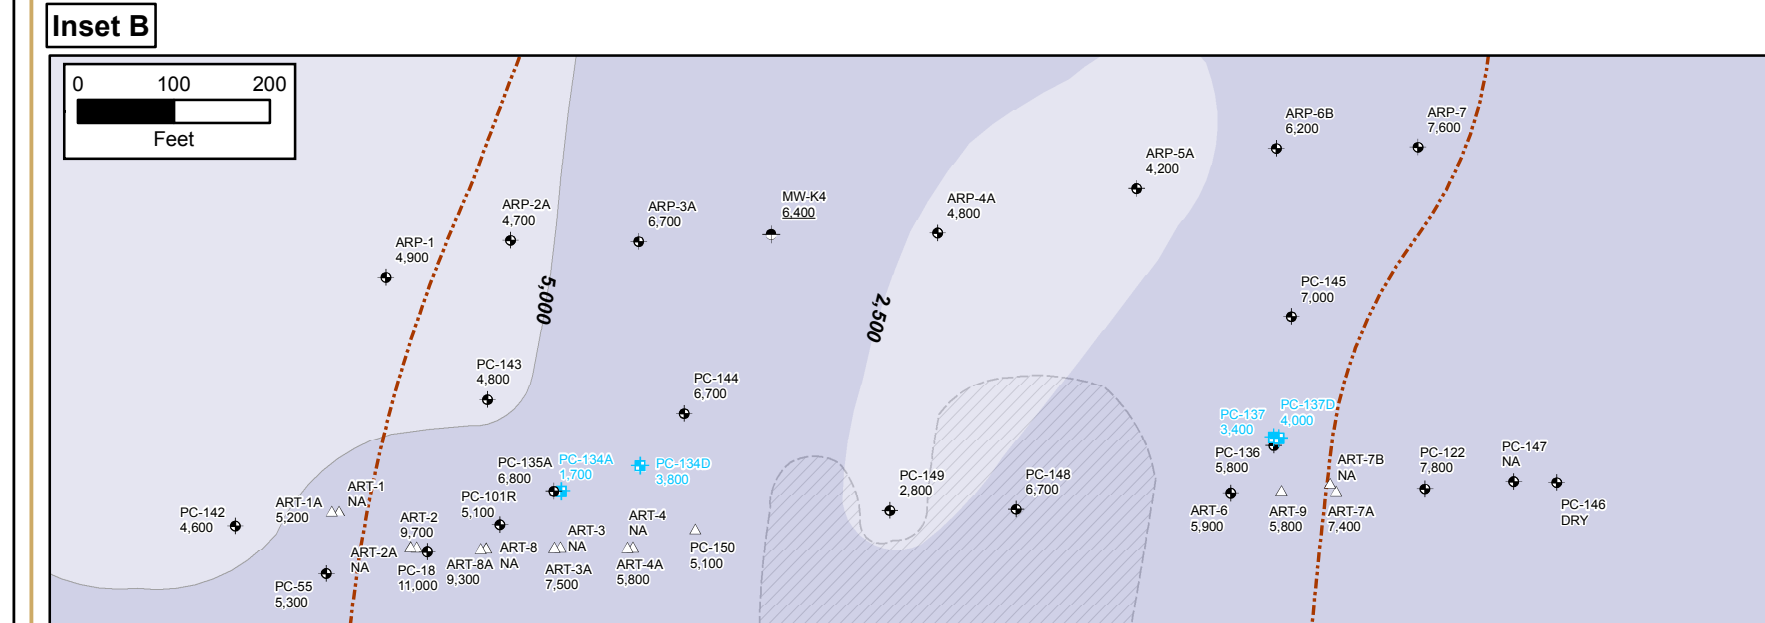 Inset B
0 100 200
Feet
ARP-6B
6,200
ARP-7
7,600
ARP-5A
4,200
MW-K4
6,400
ARP-2A
4,700
ARP-3A
6,700
ARP-4A
4,800
ARP-1
4,900
5,000
2,500
PC-145
7,000
PC-143
4,800
PC-144
6,700
PC-137
3,400
PC-137D
4,000
PC-136
5,800
PC-135A
6,800
PC-134A
1,700
PC-134D
3,800
PC-149
2,800
PC-148
6,700
ART-7B
NA
PC-122
7,800
PC-147
NA
PC-146
DRY
PC-142
4,600
ART-1A
5,200
ART-1
NA
PC-101R
5,100
ART-2
9,700
ART-3
NA
ART-4
NA
ART-6
5,900
ART-9
5,800
ART-7A
7,400
ART-2A
NA
PC-18
11,000
ART-8A
9,300
ART-8
NA
ART-3A
7,500
ART-4A
5,800
PC-150
5,100
PC-55
5,300